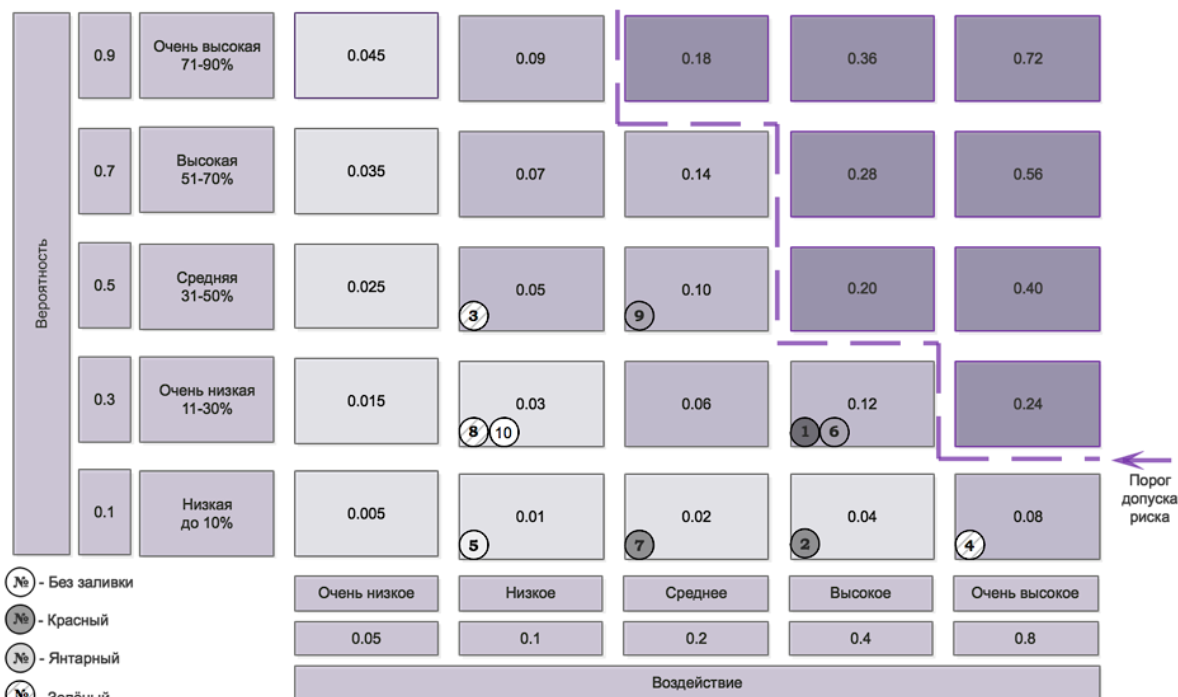 Вероятность
0.9
Очень высокая
71-90%
0.045
0.09
0.18
0.36
0.72
0.7
Высокая
51-70%
0.035
0.07
0.14
0.28
0.56
0.5
Средняя
31-50%
0.025
0.05
3
0.10
9
0.20
0.40
0.3
Очень низкая
11-30%
0.015
0.03
8 10
0.06
0.12
1 6
0.24
0.1
Низкая
до 10%
0.005
0.01
5
0.02
7
0.04
2
0.08
4
Порог
допуска
риска
Очень низкое
Низкое
Среднее
Высокое
Очень высокое
0.05
0.1
0.2
0.4
0.8
Воздействие
№ - Без заливки
№ - Красный
№ - Янтарный
№ - Зелёный